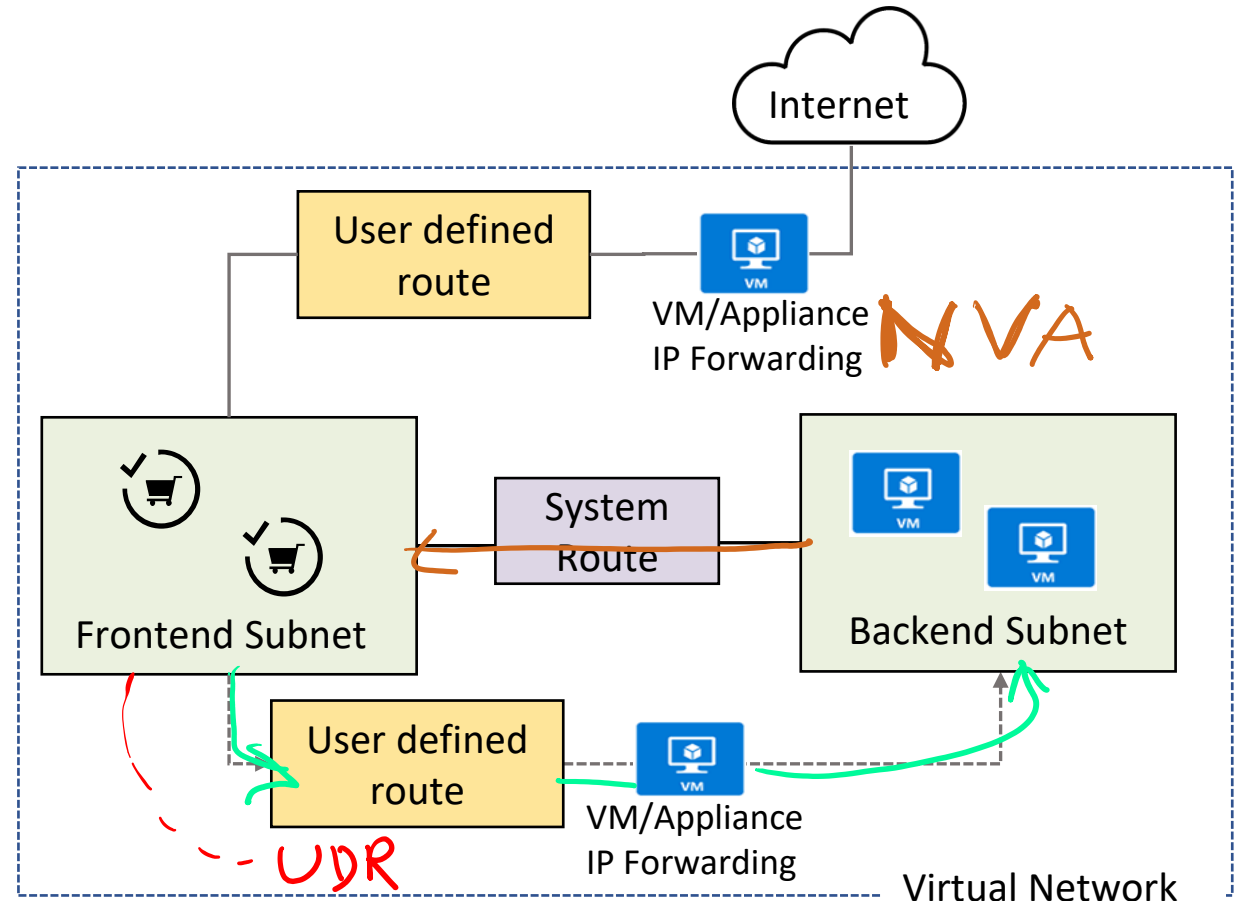 Internet
User defined
route
VM
VM/Appliance
IP Forwarding
NVA
System
Route
VM
VM
Frontend Subnet
Backend Subnet
User defined
route
VM
VM/Appliance
IP Forwarding
UDR
Virtual Network